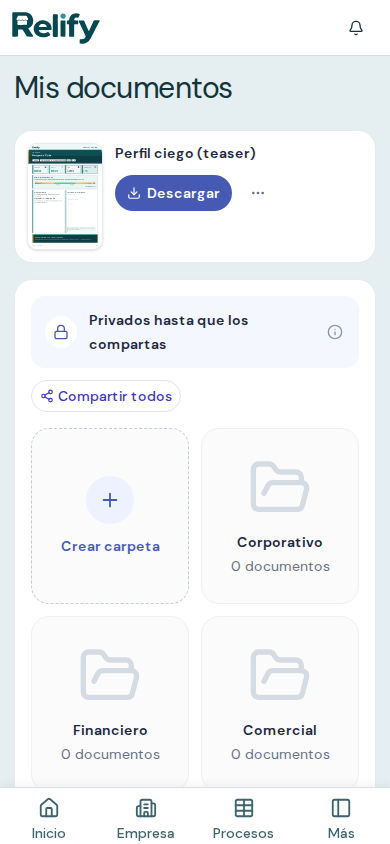 Relify
Mis documentos
Perfil ciego (teaser)
Descargar
Privados hasta que los
compartas
Compartir todos
Crear carpeta
Corporativo
0 documentos
Financiero
0 documentos
Comercial
0 documentos
Inicio
Empresa
Procesos
Más